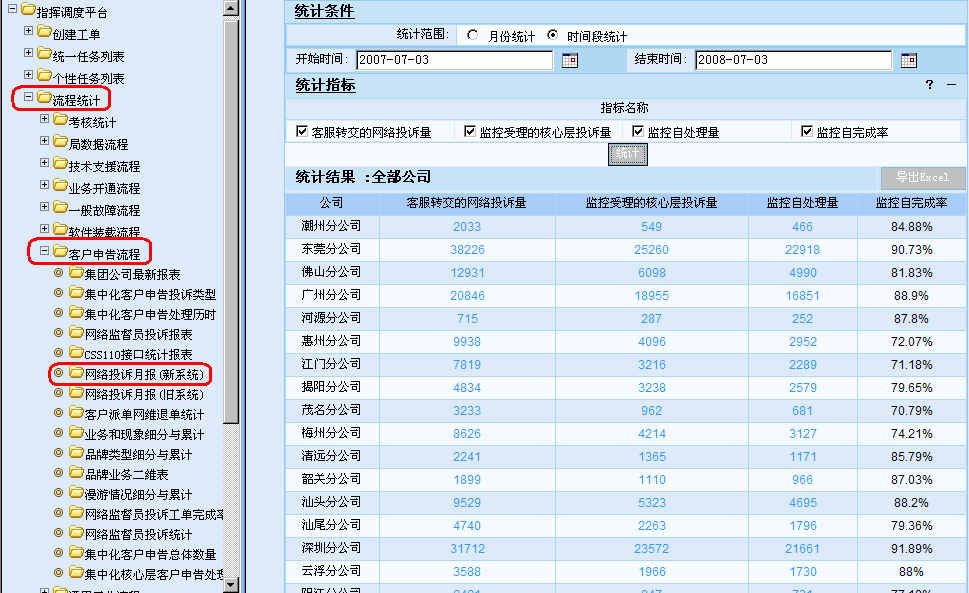 指挥调度平台
创建工单
统一任务列表
个性任务列表
流程统计
考核统计
局数据流程
技术支援流程
业务开通流程
一般故障流程
软件装载流程
客户申告流程
集团公司最新报表
集中化客户申告投诉类型
集中化客户申告处理历时
网络监督员投诉报表
CSS110接口统计报表
网络投诉月报(新系统)
网络投诉月报(旧系统)
客户派单网维退单统计
业务和现象细分与累计
品牌类型细分与累计
品牌业务二维表
漫游情况细分与累计
网络监督员投诉工单完成率
网络监督员投诉统计
集中化客户申告总体数量
集中化核心层客户申告处理
统计条件
统计范围: 月份统计 时间段统计
开始时间: 2007-07-03 结束时间: 2008-07-03
统计指标 ? －
指标名称
客服转交的网络投诉量 监控受理的核心层投诉量 监控自处理量 监控自完成率
统计
统计结果 :全部公司 导出Excel
公司 客服转交的网络投诉量 监控受理的核心层投诉量 监控自处理量 监控自完成率
潮州分公司 2033 549 466 84.88%
东莞分公司 38226 25260 22918 90.73%
佛山分公司 12931 6098 4990 81.83%
广州分公司 20846 18955 16851 88.9%
河源分公司 715 287 252 87.8%
惠州分公司 9938 4096 2952 72.07%
江门分公司 7819 3216 2289 71.18%
揭阳分公司 4834 3238 2579 79.65%
茂名分公司 3233 962 681 70.79%
梅州分公司 8626 4214 3127 74.21%
清远分公司 2241 1365 1171 85.79%
韶关分公司 1899 1110 966 87.03%
汕头分公司 9529 5323 4695 88.2%
汕尾分公司 4740 2263 1796 79.36%
深圳分公司 31712 23572 21661 91.89%
云浮分公司 3588 1966 1730 88%
阳江分公司